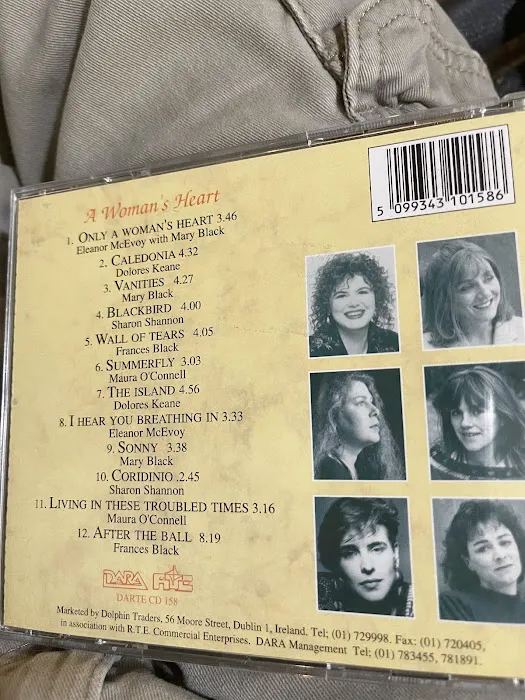 A Woman's Heart
1. ONLY A WOMAN'S HEART 3.46
Eleanor McEvoy with Mary Black
2. CALEDONIA 4.32
Dolores Keane
3. VANITIES 4.27
Mary Black
4. BLACKBIRD 4.00
Sharon Shannon
5. WALL OF TEARS 4.05
Frances Black
6. SUMMERFLY 3.03
Maura O'Connell
7. THE ISLAND 4.56
Dolores Keane
8. I HEAR YOU BREATHING IN 3.33
Eleanor McEvoy
9. SONNY 3.38
Mary Black
10. CORIDINIO .2.45
Sharon Shannon
11. LIVING IN THESE TROUBLED TIMES 3.16
Maura O'Connell
12. AFTER THE BALL 8.19
Frances Black
DARA RTE
DARTE CD 158
Marketed by Dolphin Traders, 56 Moore Street, Dublin 1, Ireland. Tel; (01) 729998. Fax: (01) 720405,
in association with R.T.E. Commercial Enterprises. DARA Management Tel; (01) 783455, 781891.
5 099343 101586